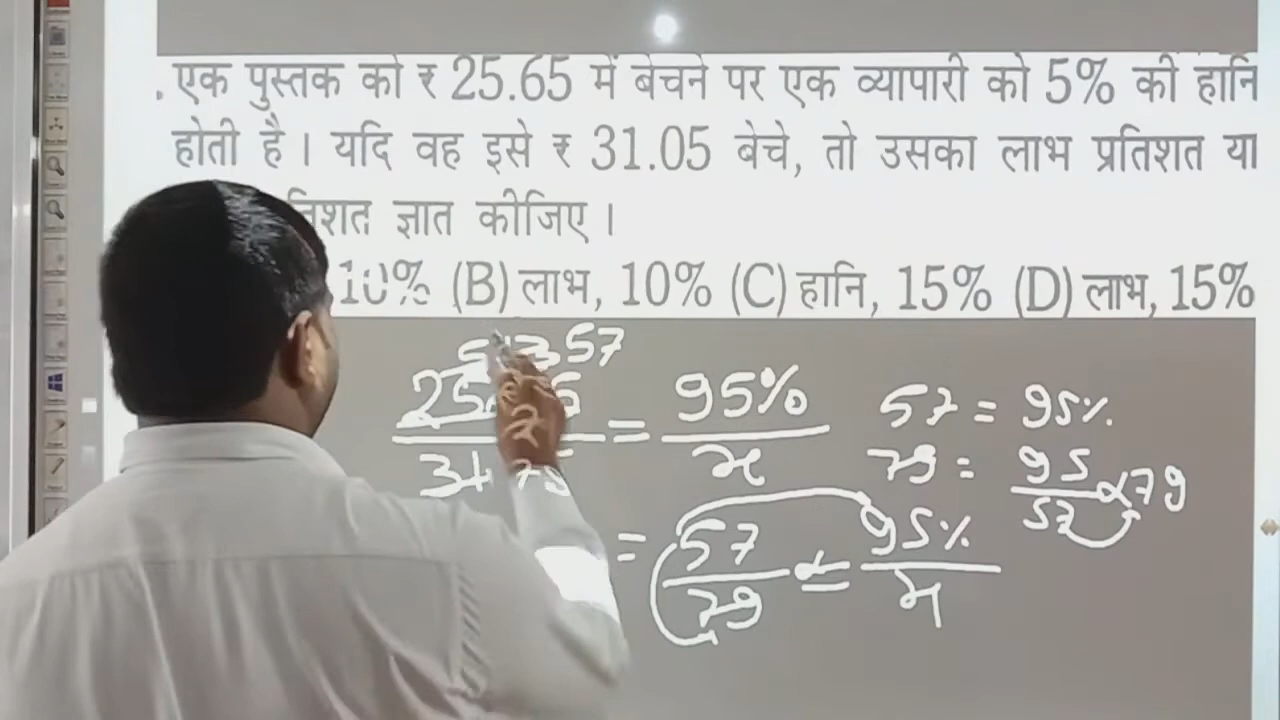 . एक पुस्तक को ₹ 25.65 में बेचने पर एक व्यापारी को 5% की हानि
होती है । यदि वह इसे ₹ 31.05 बेचे, तो उसका लाभ प्रतिशत या
ज्ञात कीजिए ।
10% (B) लाभ, 10% (C) हानि, 15% (D) लाभ, 15%
57
= 95%
x
57 = 95%
79 = 95/57 × 79
= 57/79 = 95%/x